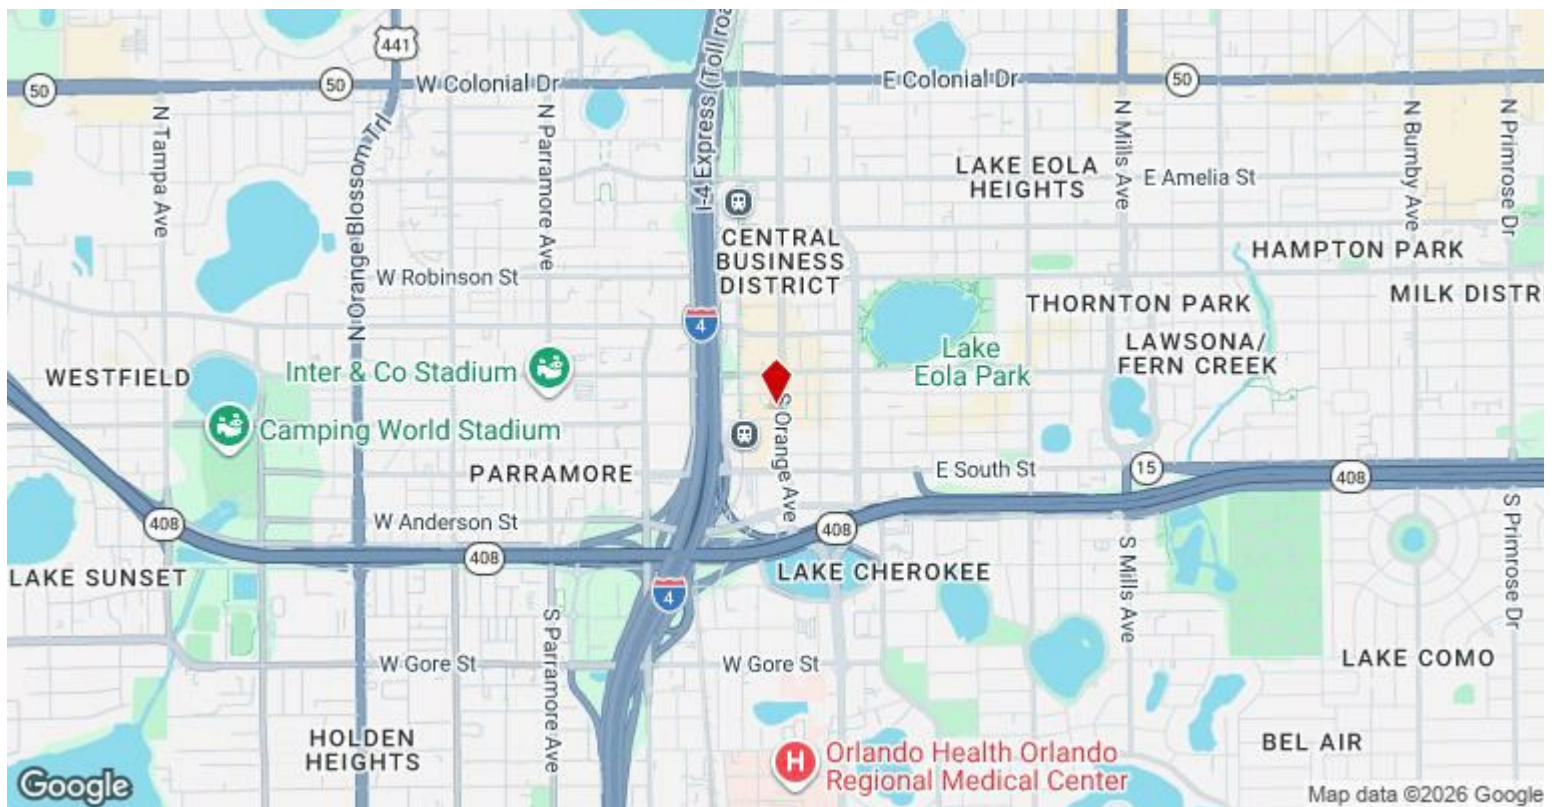 441
50
50
W Colonial Dr
E Colonial Dr
50
N Tampa Ave
N Orange Blossom Trl
N Parramore Ave
I-4 Express (Toll roa
N Mills Ave
N Bumby Ave
N Primrose Dr
LAKE EOLA
HEIGHTS
E Amelia St
CENTRAL
BUSINESS
DISTRICT
HAMPTON PARK
W Robinson St
THORNTON PARK
MILK DISTR
4
LAWSONA/
FERN CREEK
Lake
Eola Park
WESTFIELD
Inter & Co Stadium
Camping World Stadium
S Orange Ave
PARRAMORE
E South St
15
408
408
W Anderson St
408
408
LAKE SUNSET
4
LAKE CHEROKEE
S Mills Ave
S Primrose Dr
S Parramore Ave
W Gore St
W Gore St
LAKE COMO
HOLDEN
HEIGHTS
BEL AIR
H
Orlando Health Orlando
Regional Medical Center
Google
Map data ©2026 Google